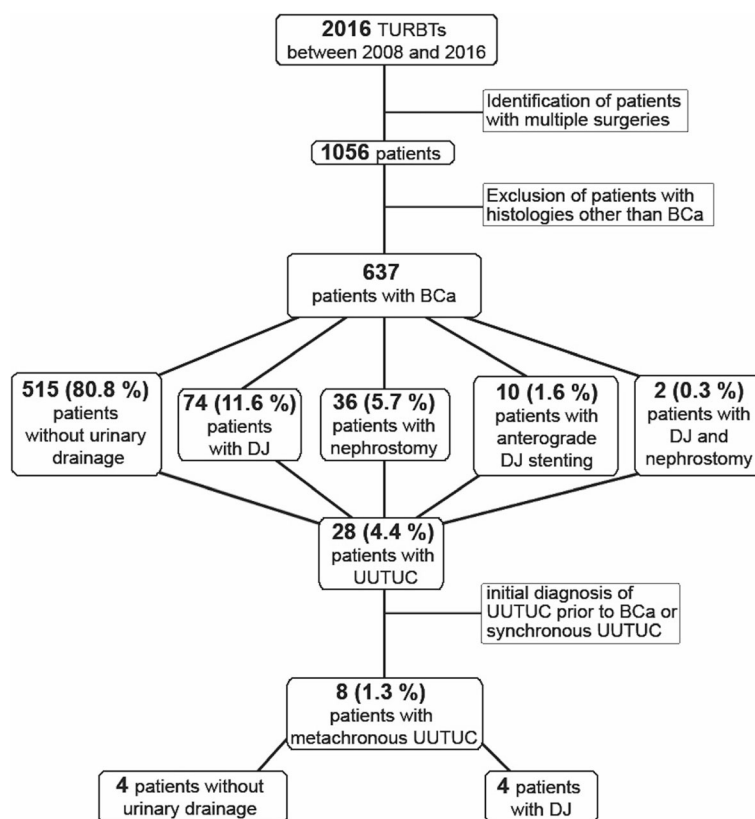 2016 TURBTs
between 2008 and 2016
Identification of patients
with multiple surgeries
1056 patients
Exclusion of patients with
histologies other than BCa
637
patients with BCa
515 (80.8 %)
patients
without urinary
drainage
74 (11.6 %)
patients
with DJ
36 (5.7 %)
patients with
nephrostomy
10 (1.6 %)
patients with
anterograde
DJ stenting
2 (0.3 %)
patients with
DJ and
nephrostomy
28 (4.4 %)
patients with
UUTUC
initial diagnosis of
UUTUC prior to BCa or
synchronous UUTUC
8 (1.3 %)
patients with
metachronous UUTUC
4 patients without
urinary drainage
4 patients
with DJ